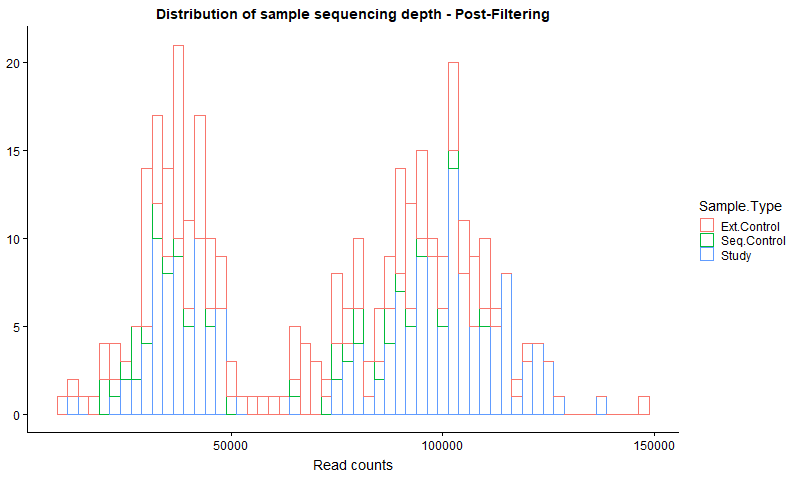 Distribution of sample sequencing depth - Post-Filtering
20
15
10
5
0
50000
100000
150000
Read counts
Sample.Type
Ext.Control
Seq.Control
Study